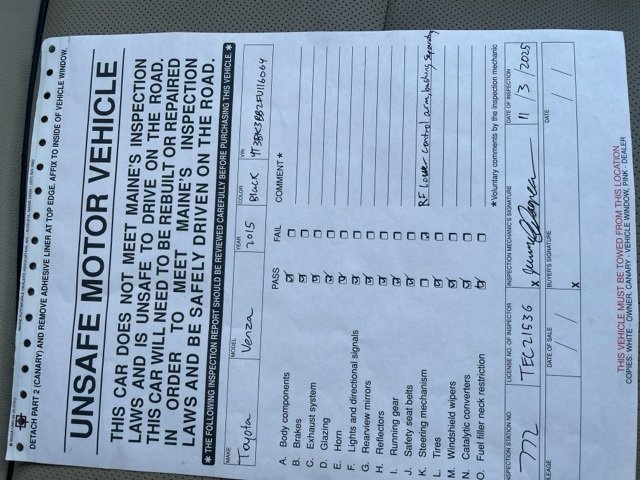 DETACH PART 2 (CANARY) AND REMOVE ADHESIVE LINER AT TOP EDGE. AFFIX TO INSIDE OF VEHICLE WINDOW.
UNSAFE MOTOR VEHICLE
THIS CAR DOES NOT MEET MAINE'S INSPECTION
LAWS AND IS UNSAFE TO DRIVE ON THE ROAD.
THIS CAR WILL NEED TO BE REBUILT OR REPAIRED
IN ORDER TO MEET MAINE'S INSPECTION
LAWS AND BE SAFELY DRIVEN ON THE ROAD.
* THE FOLLOWING INSPECTION REPORT SHOULD BE REVIEWED CAREFULLY BEFORE PURCHASING THIS VEHICLE. *
MAKE MODEL YEAR COLOR VIN
Toyota Venza 2015 Black 4T3BK3BB2FU116064
PASS FAIL COMMENT *
A. Body components
B. Brakes
C. Exhaust system
D. Glazing
E. Horn
F. Lights and directional signals
G. Rearview mirrors
H. Reflectors
I. Running gear
J. Safety seat belts
K. Steering mechanism RF Lower control arm, bushing
L. Tires
M. Windshield wipers
N. Catalytic converters
O. Fuel filler neck restriction
*Voluntary comments by the inspection mechanic
INSPECTION STATION NO. LICENSE NO. OF INSPECTOR INSPECTION MECHANIC'S SIGNATURE DATE OF INSPECTION
TEC21536 X 11/3/2025
MILEAGE DATE OF SALE BUYER'S SIGNATURE DATE
/ / X / /
THIS VEHICLE MUST BE TOWED FROM THIS LOCATION
COPIES: WHITE - OWNER, CANARY - VEHICLE WINDOW, PINK - DEALER